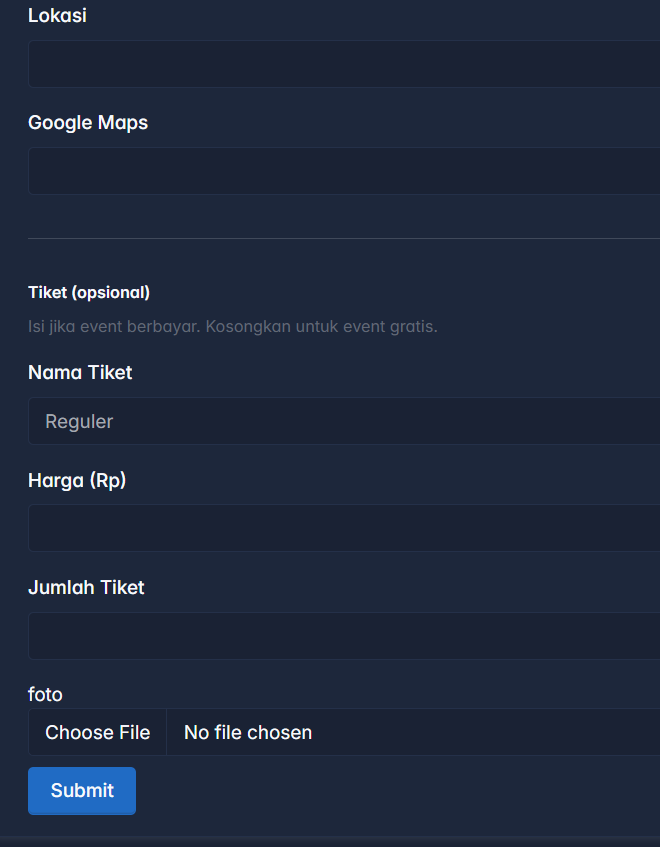 Lokasi
Google Maps
Tiket (opsional)
Isi jika event berbayar. Kosongkan untuk event gratis.
Nama Tiket
Reguler
Harga (Rp)
Jumlah Tiket
foto
Choose File No file chosen
Submit